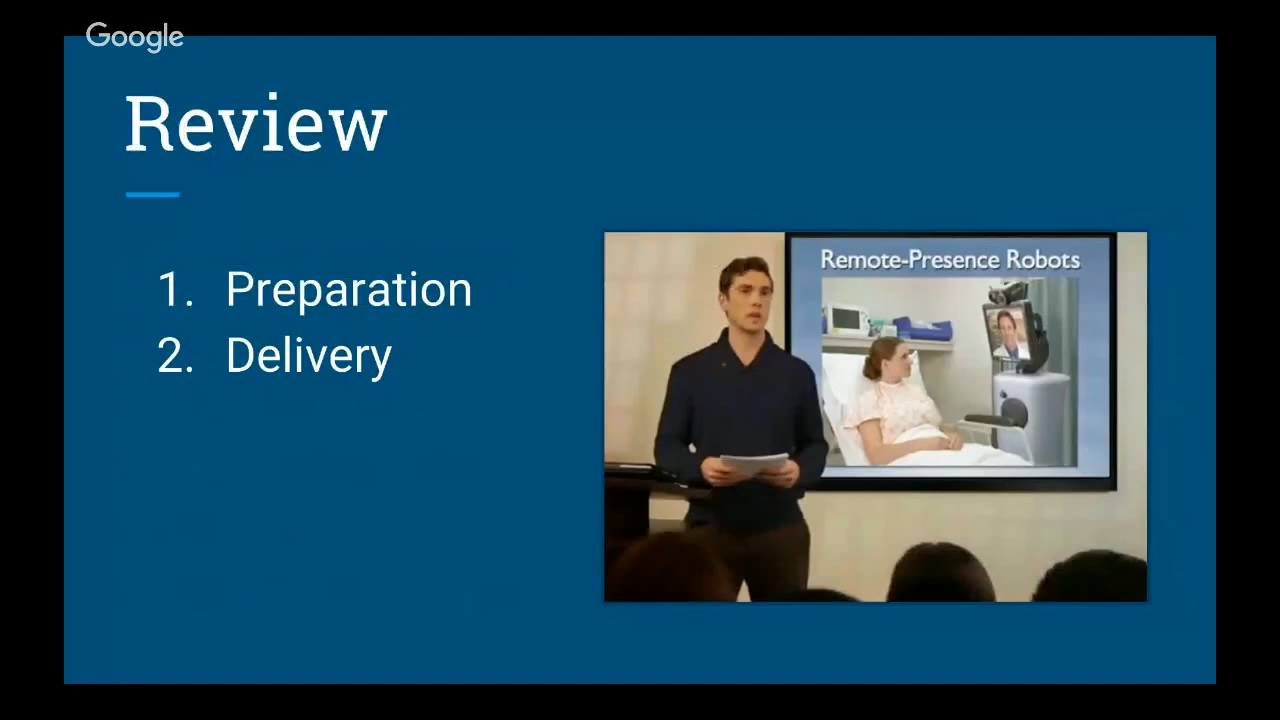 Google
Review
1. Preparation
2. Delivery
Remote-Presence Robots